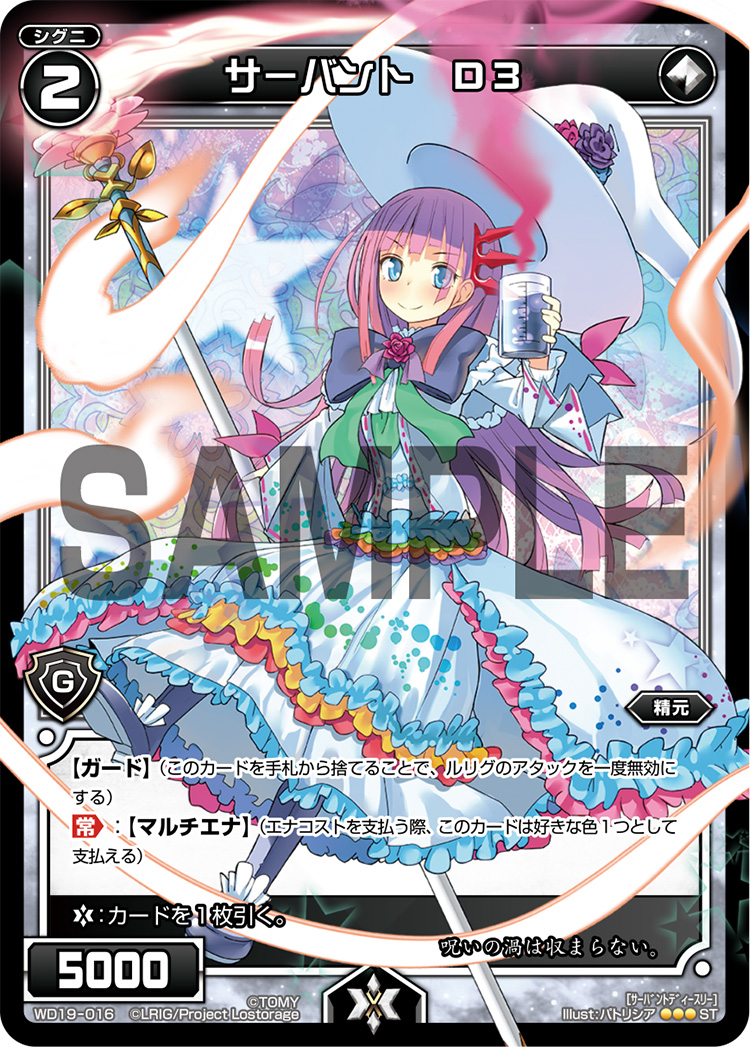 シグニ
2
サーバント　D 3
SAMPLE
G
精元
【ガード】（このカードを手札から捨てることで、ルリグのアタックを一度無効に
する）
常：【マルチエナ】（エナコストを支払う際、このカードは好きな色１つとして
支払える）
：カードを１枚引く。
呪いの渦は収まらない。
5000
©TOMY
［サーバントディースリー］
WD19-016　©LRIG/Project Lostorage
Illust:パトリシア
ST